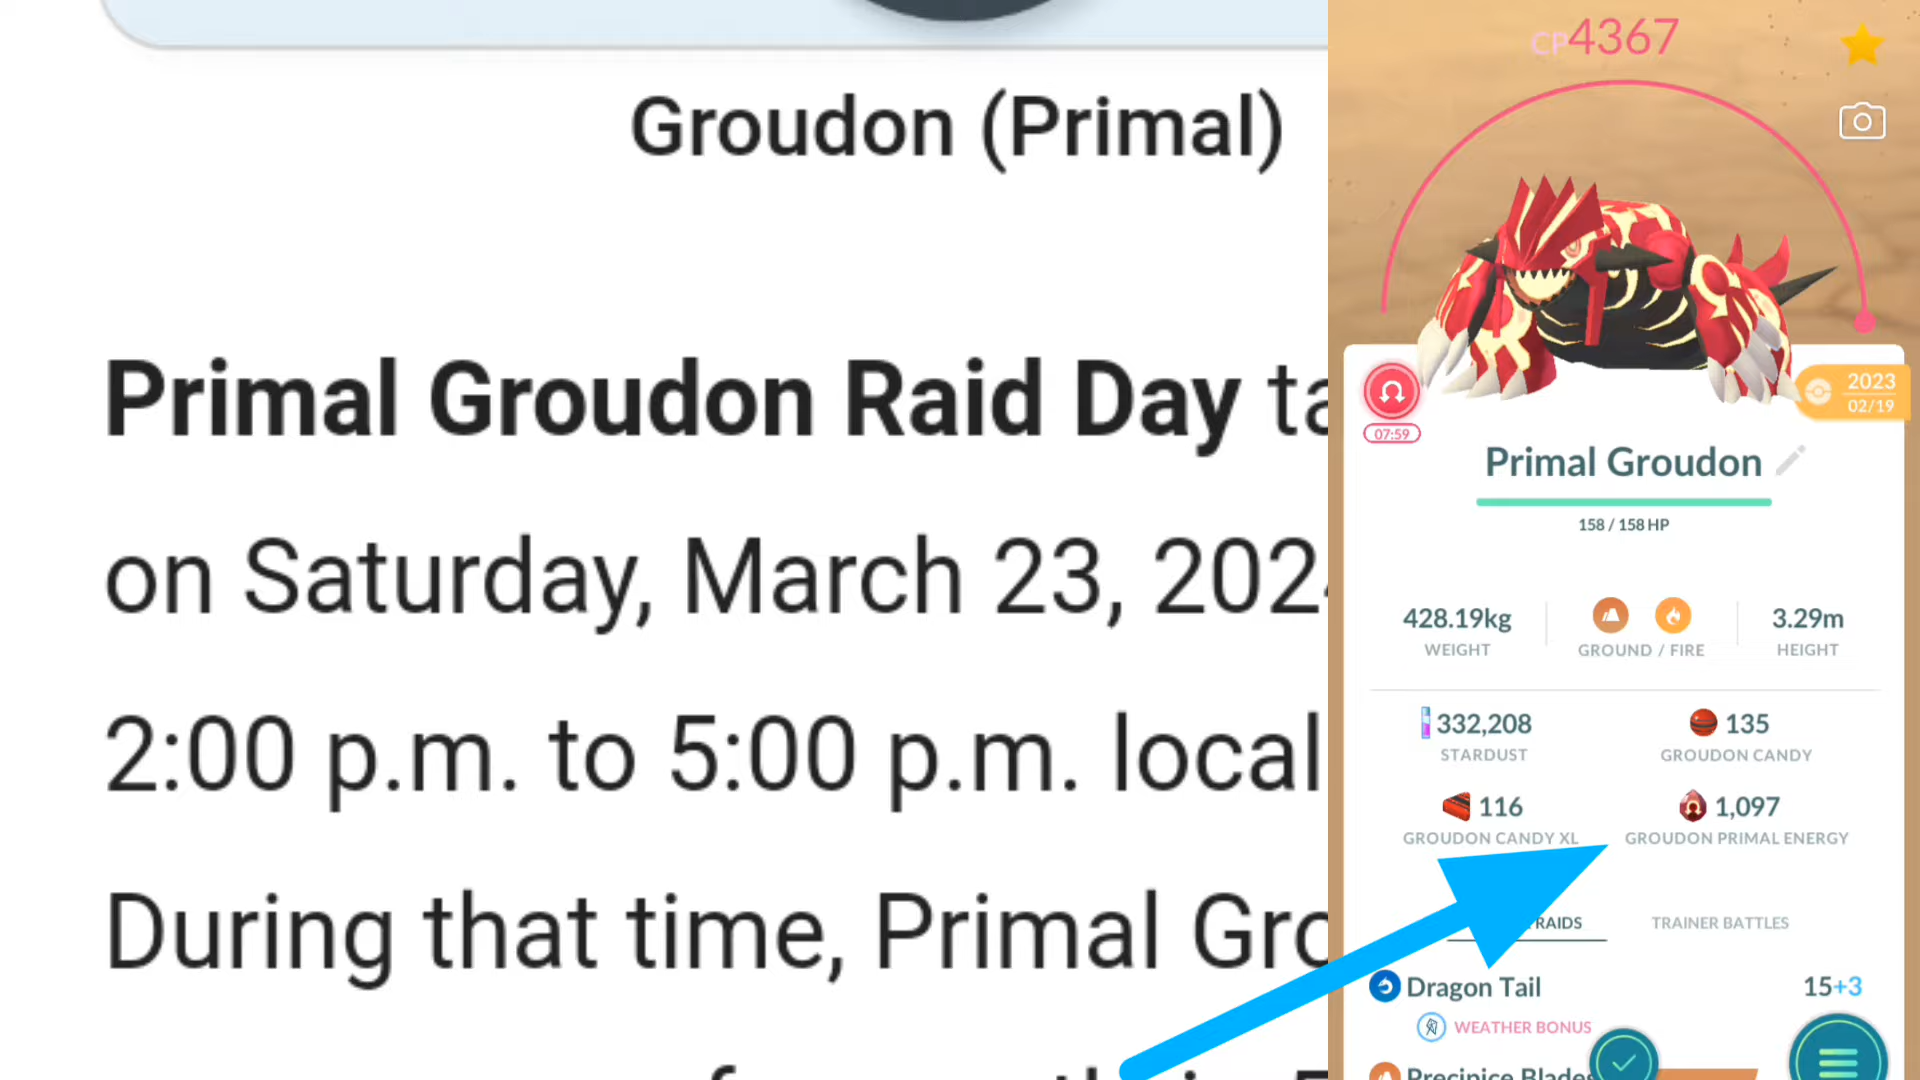 Groudon (Primal)
Primal Groudon Raid Day
on Saturday, March 23,
2:00 p.m. to 5:00 p.m. local
During that time, Primal
CP4367
2023
02/19
07:59
Primal Groudon
158 / 158 HP
428.19kg
WEIGHT
GROUND / FIRE
3.29m
HEIGHT
332,208
STARDUST
135
GROUDON CANDY
116
GROUDON CANDY XL
1,097
GROUDON PRIMAL ENERGY
RAIDS
TRAINER BATTLES
Dragon Tail
15+3
WEATHER BONUS
Precipice Blades